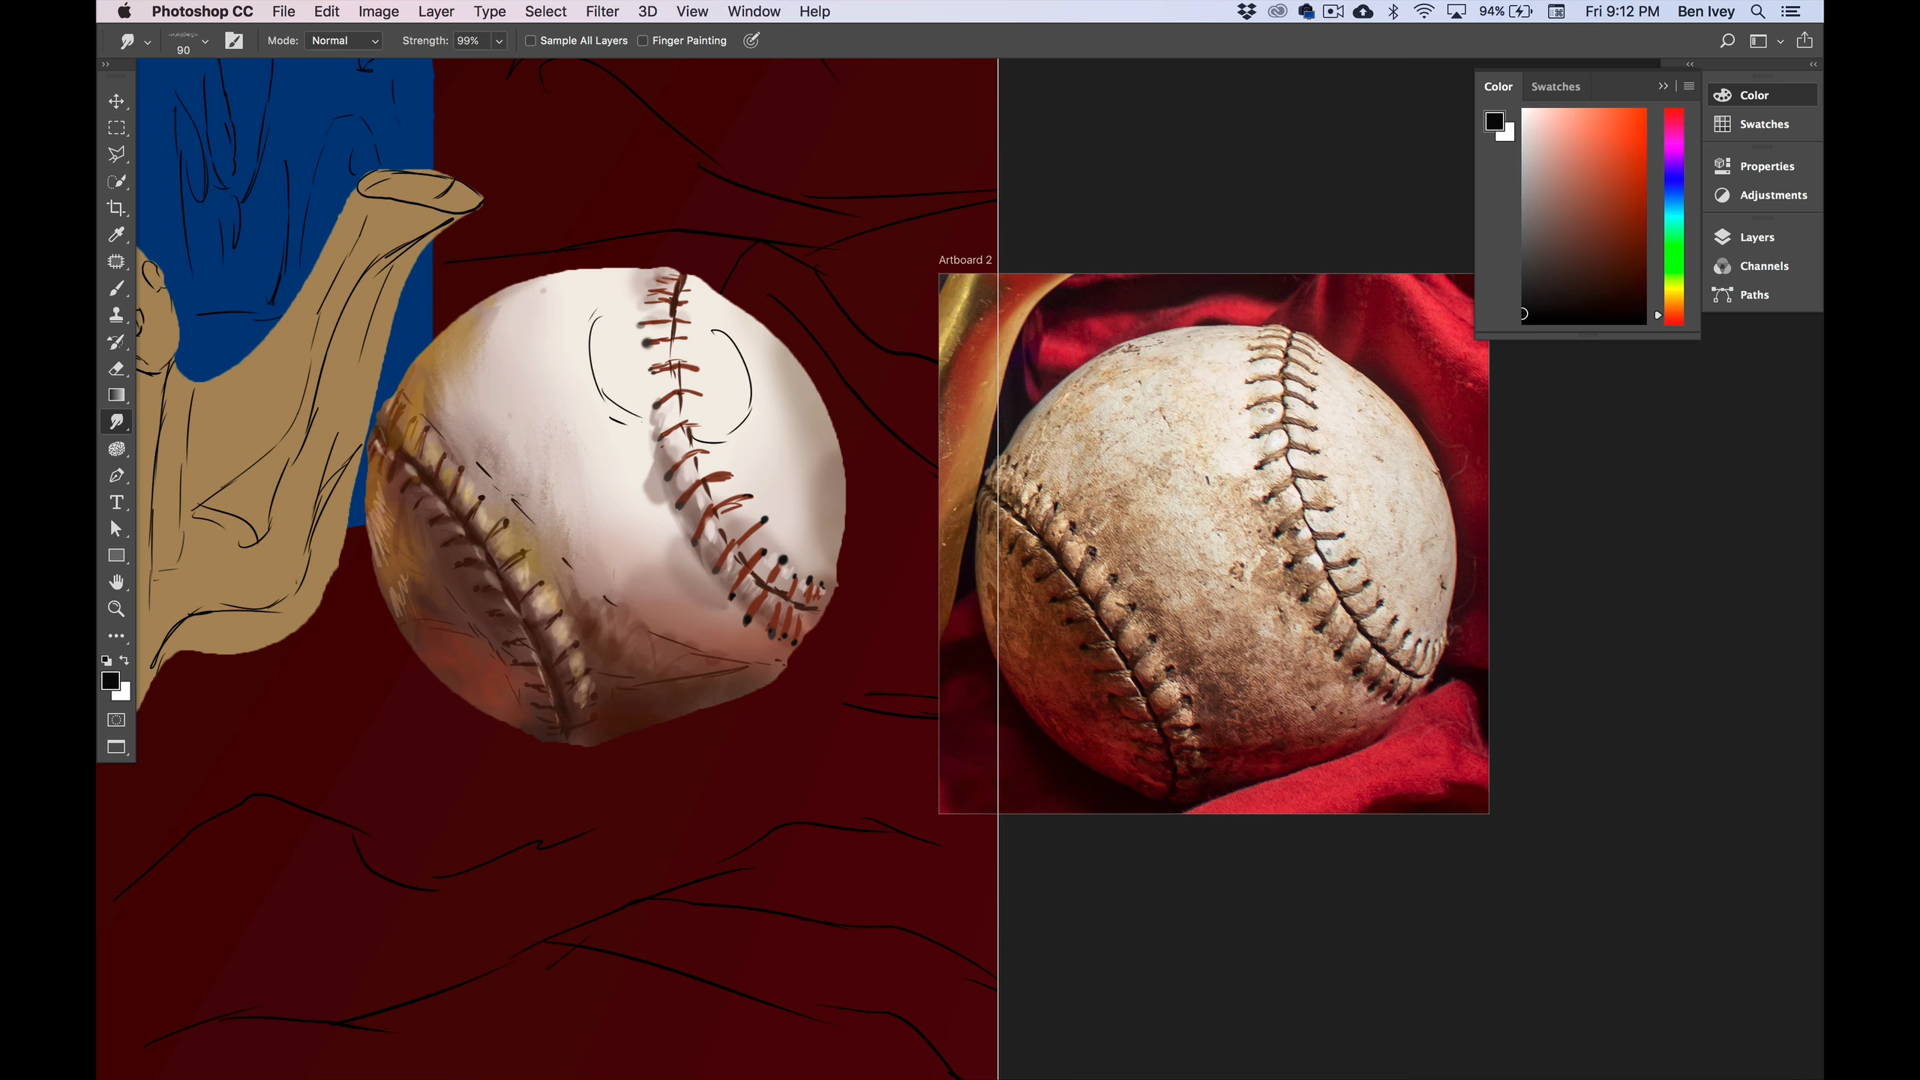 Photoshop CC File Edit Image Layer Type Select Filter 3D View Window Help 94% Fri 9:12 PM Ben Ivey
90 Mode: Normal Strength: 99% Sample All Layers Finger Painting
Color Swatches
Color
Swatches
Properties
Adjustments
Layers
Channels
Paths
Artboard 2
T